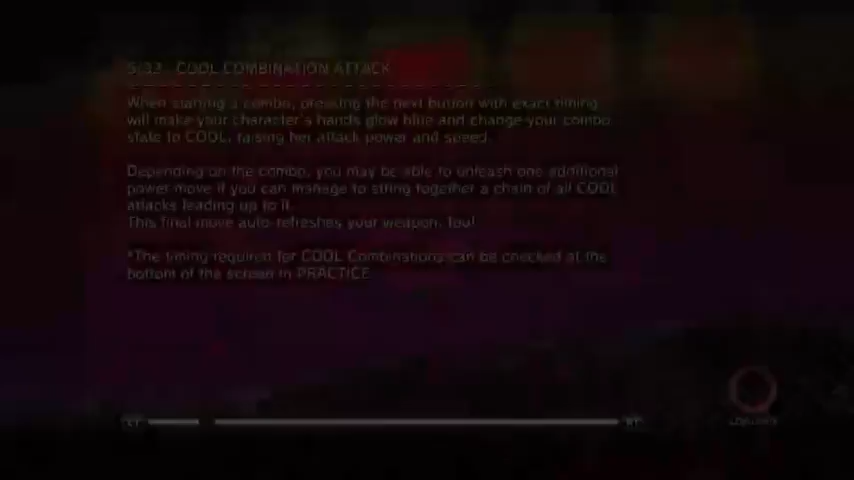 5/33 COOL COMBINATION ATTACK
When starting a combo, pressing the next button with exact timing
will make your character's hands glow blue and change your combo
state to COOL, raising her attack power and speed.
Depending on the combo, you may be able to unleash one additional
power move if you can manage to string together a chain of all COOL
attacks leading up to it.
This final move auto-refreshes your weapon, too!
*The timing required for COOL Combinations can be checked at the
bottom of the screen in PRACTICE.
LT
RT
LOADING